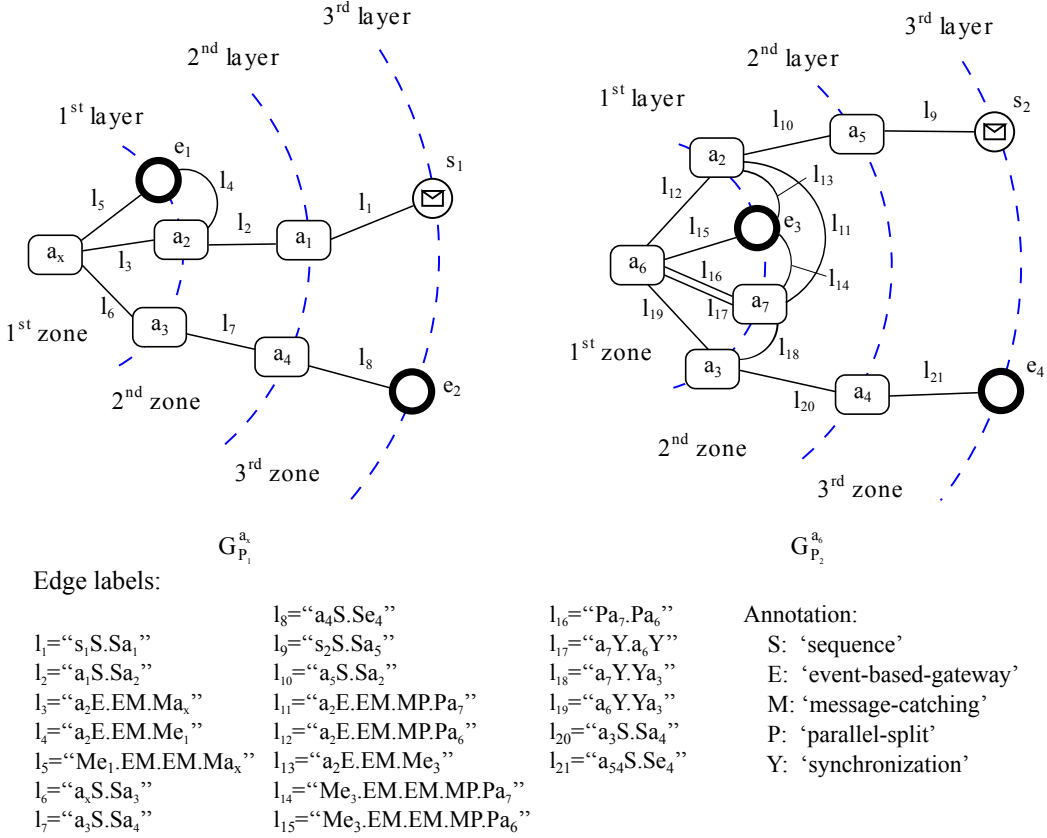 3rd layer
2nd layer
1st layer
e1
s1
l5
l4
l2
l1
ax
a2
a1
l3
l6
a3
l7
a4
l8
e2
1st zone
2nd zone
3rd zone
3rd layer
2nd layer
1st layer
s2
l10
l9
a5
a2
l13
l12
l15
e3
l11
a6
l16
l14
l17
a7
l19
l18
1st zone
a3
l20
a4
l21
e4
2nd zone
3rd zone
G P1 ax
G P2 a6
Edge labels:
l1=“s1S.Sa1”
l2=“a1S.Sa2”
l3=“a2E.EM.Max”
l4=“a2E.EM.Me1”
l5=“Me1.EM.EM.Max”
l6=“axS.Sa3”
l7=“a3S.Sa4”
l8=“a4S.Se4”
l9=“s2S.Sa5”
l10=“a5S.Sa2”
l11=“a2E.EM.MP.Pa7”
l12=“a2E.EM.MP.Pa6”
l13=“a2E.EM.Me3”
l14=“Me3.EM.EM.MP.Pa7”
l15=“Me3.EM.EM.MP.Pa6”
l16=“Pa7.Pa6”
l17=“a7Y.a6Y”
l18=“a7Y.Ya3”
l19=“a6Y.Ya3”
l20=“a3S.Sa4”
l21=“a54S.Se4”
Annotation:
S: ‘sequence’
E: ‘event-based-gateway’
M: ‘message-catching’
P: ‘parallel-split’
Y: ‘synchronization’